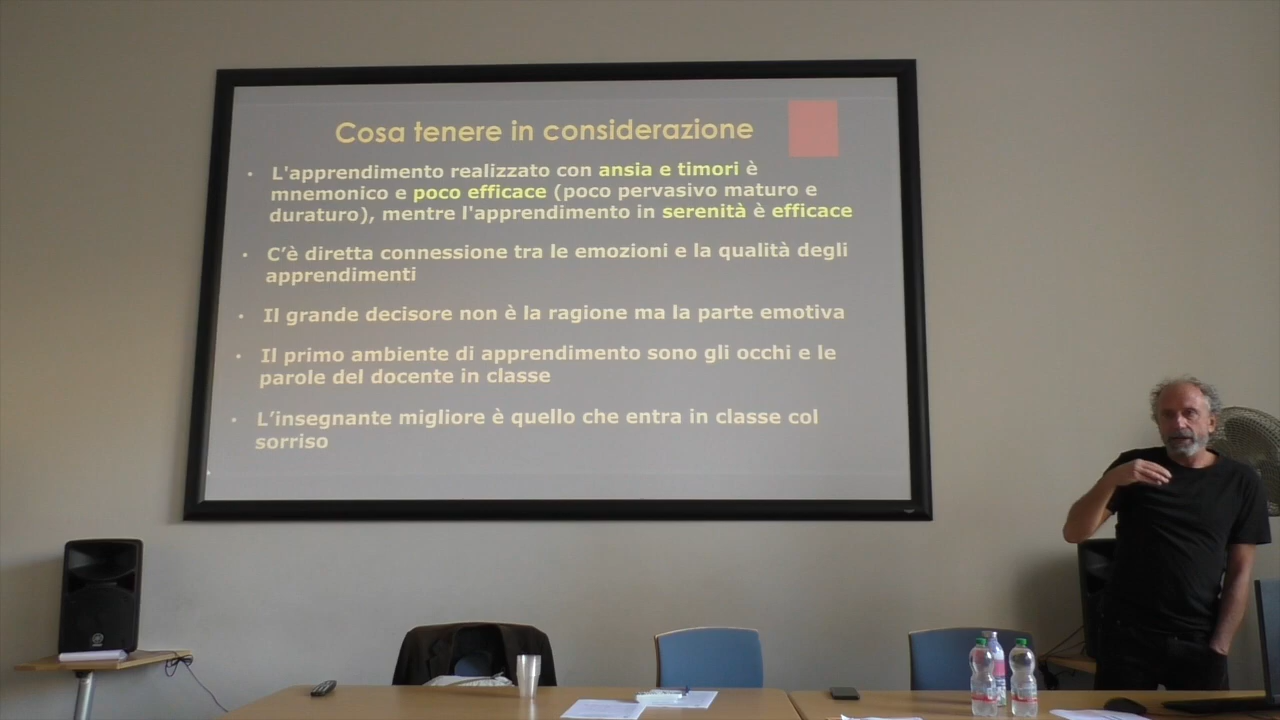 Cosa tenere in considerazione
• L'apprendimento realizzato con ansia e timori è
mnemonico e poco efficace (poco pervasivo maturo e
duraturo), mentre l'apprendimento in serenità è efficace
• C’è diretta connessione tra le emozioni e la qualità degli
apprendimenti
• Il grande decisore non è la ragione ma la parte emotiva
• Il primo ambiente di apprendimento sono gli occhi e le
parole del docente in classe
• L’insegnante migliore è quello che entra in classe col
sorriso